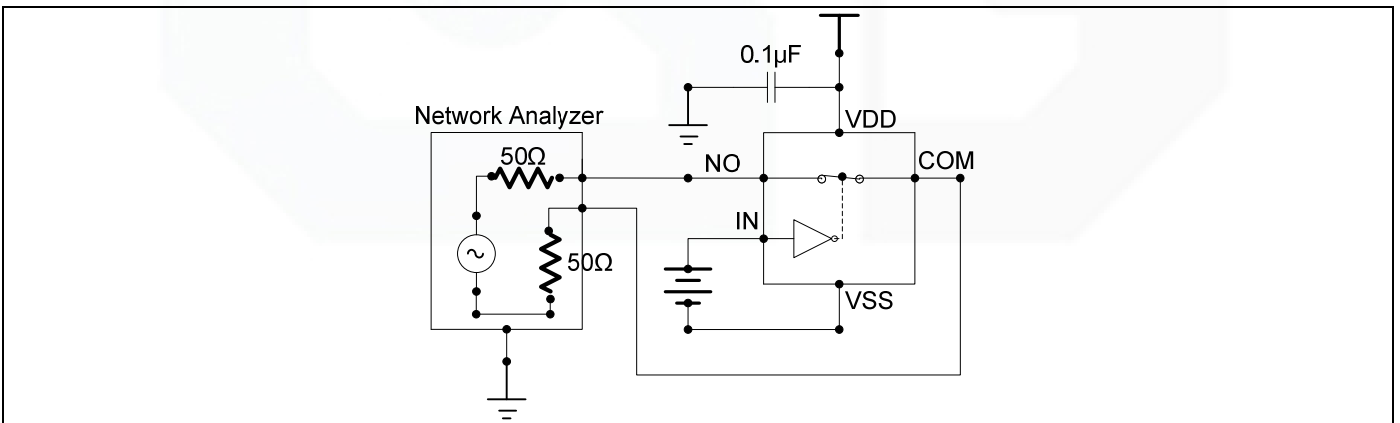 0.1µF
VDD
Network Analyzer
50Ω
NO
COM
IN
50Ω
VSS